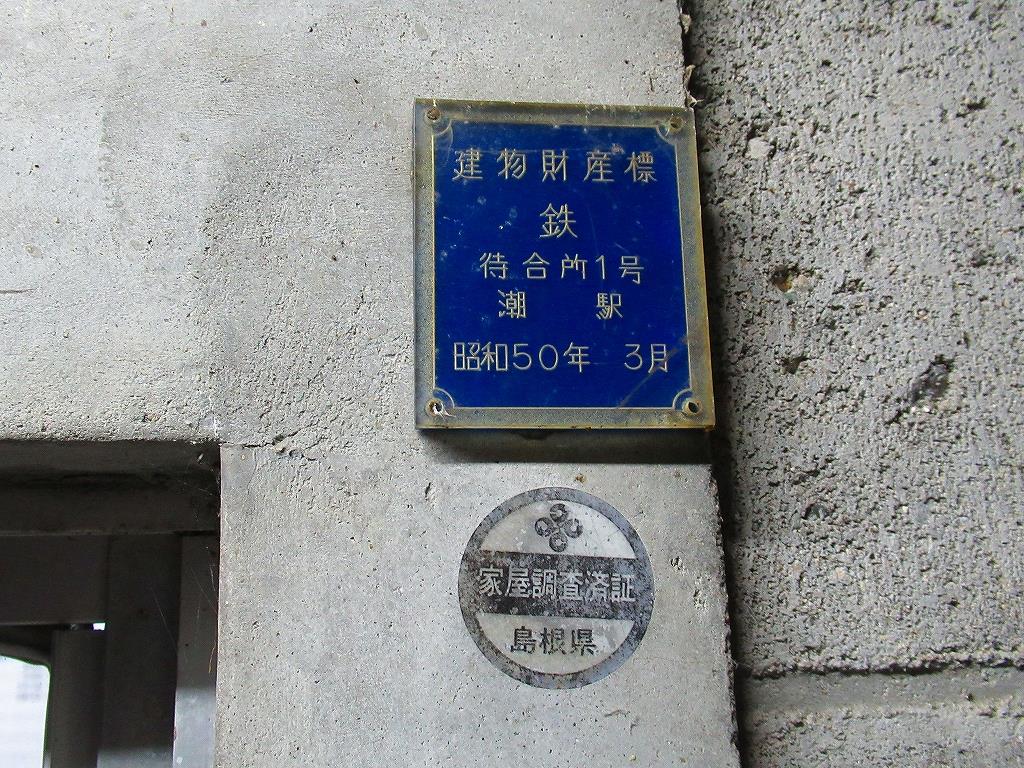 建物財産標
鉄
待合所1号
潮 駅
昭和50年 3月
家屋調査済証
島根県